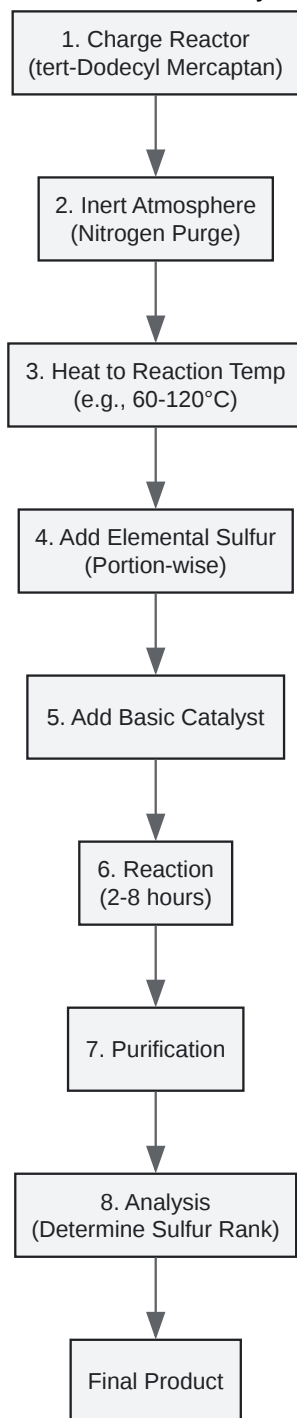 1. Charge Reactor
(tert-Dodecyl Mercaptan)
2. Inert Atmosphere
(Nitrogen Purge)
3. Heat to Reaction Temp
(e.g., 60-120°C)
4. Add Elemental Sulfur
(Portion-wise)
5. Add Basic Catalyst
6. Reaction
(2-8 hours)
7. Purification
8. Analysis
(Determine Sulfur Rank)
Final Product